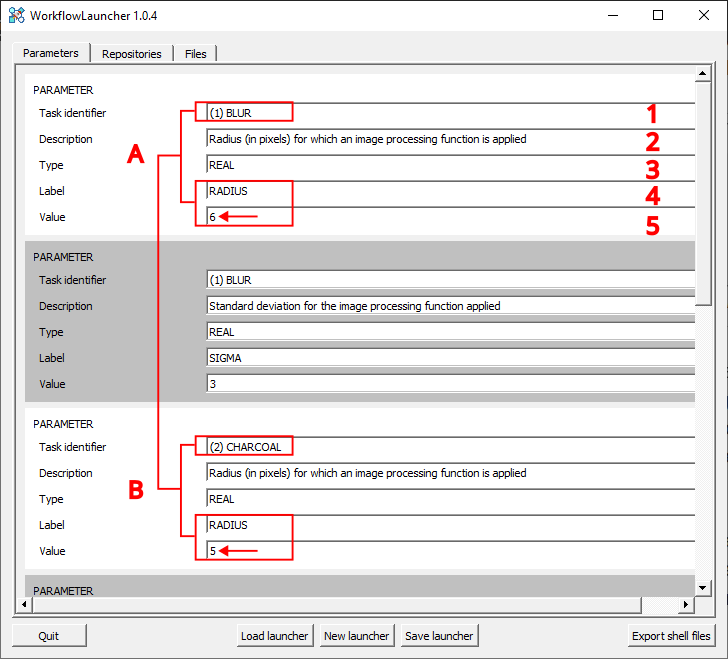 WorkflowLauncher 1.0.4
Parameters Repositories Files
PARAMETER
Task identifier (1) BLUR 1
Description Radius (in pixels) for which an image processing function is applied 2
A
Type REAL 3
Label RADIUS 4
Value 6 5
PARAMETER
Task identifier (1) BLUR
Description Standard deviation for the image processing function applied
Type REAL
Label SIGMA
Value 3
PARAMETER
Task identifier (2) CHARCOAL
Description Radius (in pixels) for which an image processing function is applied
B
Type REAL
Label RADIUS
Value 5
PARAMETER
Quit Load launcher New launcher Save launcher Export shell files